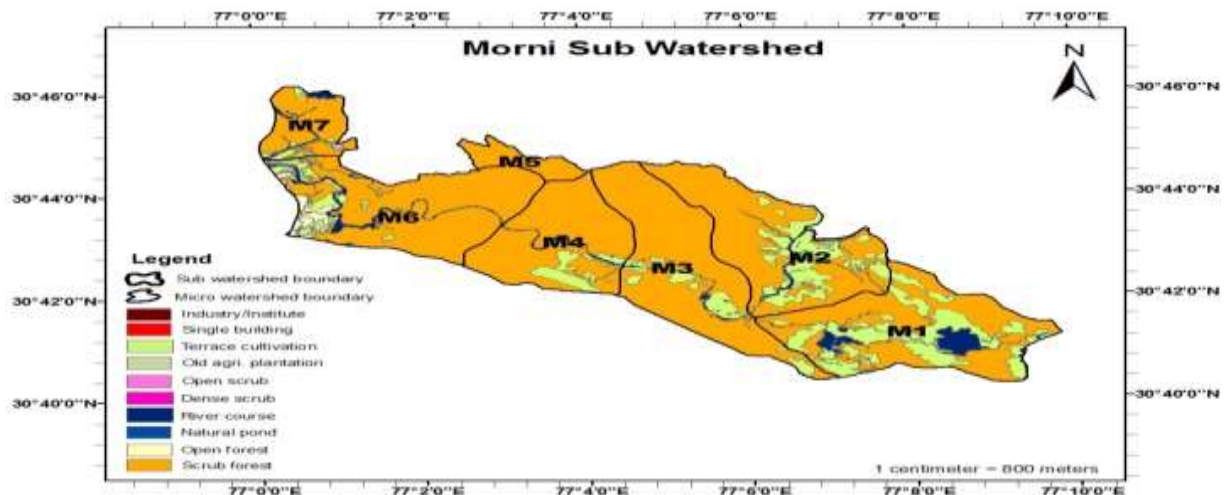 77°0'0"E 77°2'0"E 77°4'0"E 77°6'0"E 77°8'0"E 77°10'0"E
Morni Sub Watershed
N
30°46'0"N 30°46'0"N
M7
M5
30°44'0"N 30°44'0"N
M6
M4
M2
M3
Legend
Sub watershed boundary
Micro watershed boundary
30°42'0"N 30°42'0"N
M1
Industry/Institute
Single building
Terrace cultivation
Old agri. plantation
Open scrub
30°40'0"N 30°40'0"N
Dense scrub
River course
Natural pond
Open forest
Scrub forest
1 centimeter = 800 meters
77°0'0"E 77°2'0"E 77°4'0"E 77°6'0"E 77°8'0"E 77°10'0"E